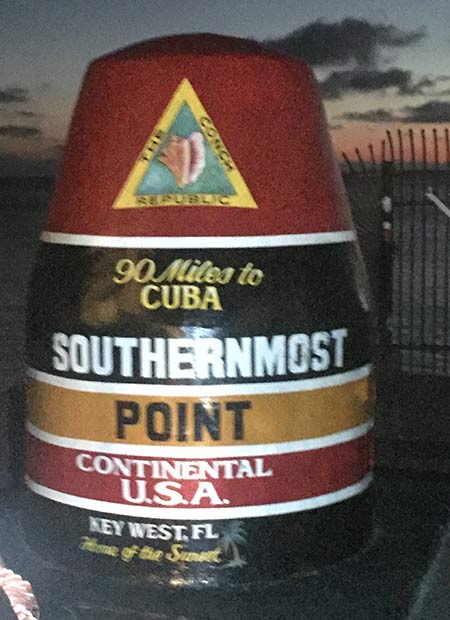 THE CONCH
REPUBLIC
90 Miles to
CUBA
SOUTHERNMOST
POINT
CONTINENTAL
U.S.A.
KEY WEST, FL
Home of the Sunset